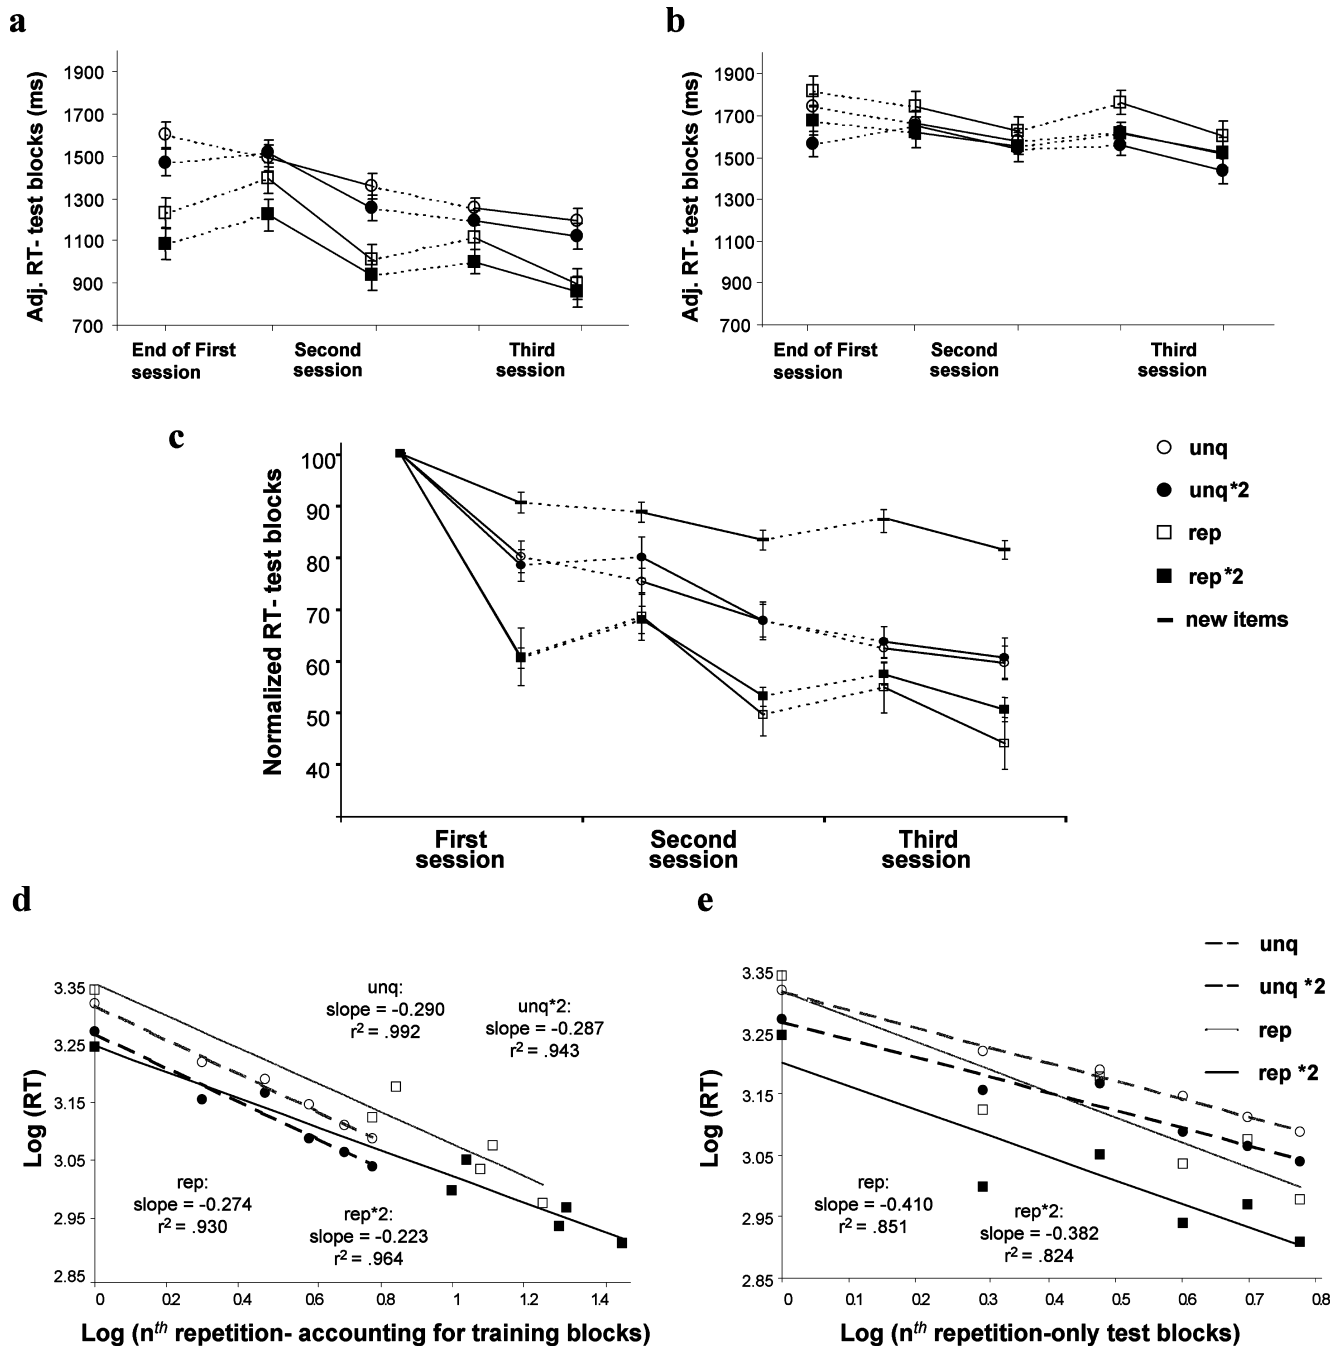 a
Adj. RT- test blocks (ms)
1900
1700
1500
1300
1100
900
700
End of First
session
Second
session
Third
session
b
Adj. RT- test blocks (ms)
1900
1700
1500
1300
1100
900
700
End of First
session
Second
session
Third
session
c
Normalized RT- test blocks
100
90
80
70
60
50
40
First
session
Second
session
Third
session
unq
unq*2
rep
rep*2
new items
d
Log (RT)
3.35
3.25
3.15
3.05
2.95
2.85
unq:
slope = -0.290
r² = .992
unq*2:
slope = -0.287
r² = .943
rep:
slope = -0.274
r² = .930
rep*2:
slope = -0.223
r² = .964
0 0.2 0.4 0.6 0.8 1 1.2 1.4
Log (nth repetition- accounting for training blocks)
e
Log (RT)
3.35
3.25
3.15
3.05
2.95
2.85
unq
unq *2
rep
rep *2
rep:
slope = -0.410
r² = .851
rep*2:
slope = -0.382
r² = .824
0 0.1 0.2 0.3 0.4 0.5 0.6 0.7 0.8
Log (nth repetition-only test blocks)